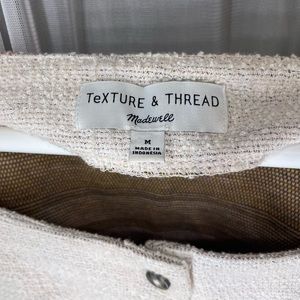 TeXTURE & THREAD
Madewell
M
MADE IN
INDONESIA